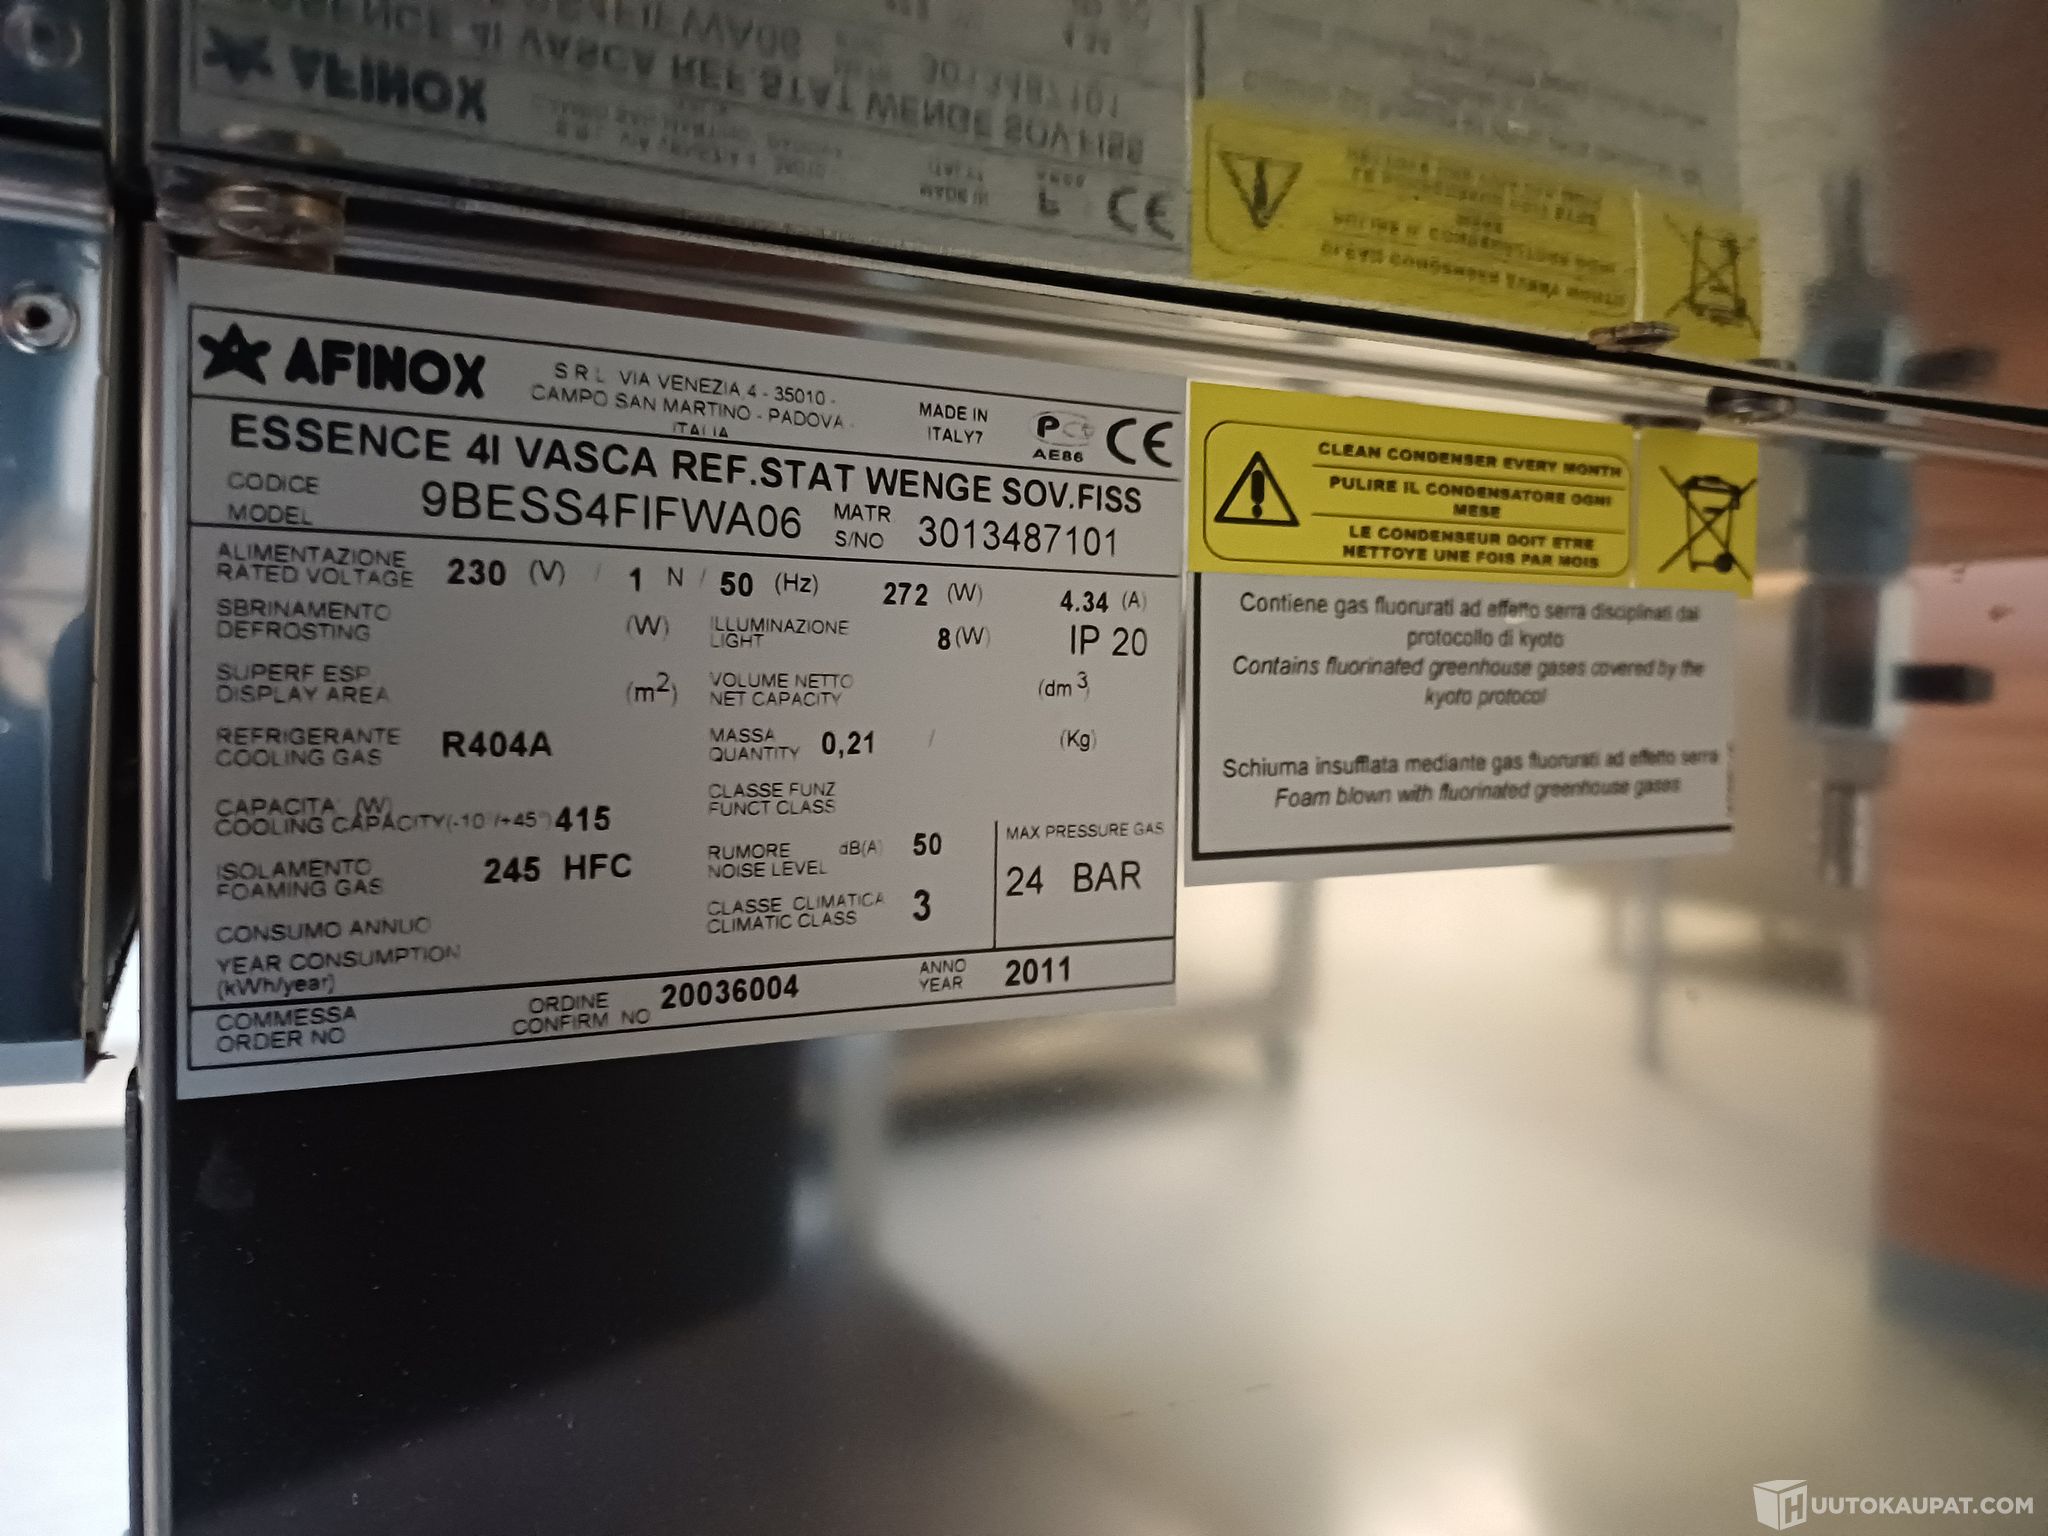 AFINOX
S R L VIA VENEZIA,4 - 35010 -
CAMPO SAN MARTINO - PADOVA -
ITALIA
MADE IN
ITALY7
AE86
CE
ESSENCE 4I VASCA REF.STAT WENGE SOV.FISS
CODICE
MODEL
9BESS4FIFWA06
MATR
S/NO
3013487101
ALIMENTAZIONE
RATED VOLTAGE
230 (V) / 1 N / 50 (Hz) 272 (W) 4.34 (A)
SBRINAMENTO
DEFROSTING
(W)
ILLUMINAZIONE
LIGHT
8 (W) IP 20
SUPERF ESP
DISPLAY AREA
(m2)
VOLUME NETTO
NET CAPACITY
(dm3)
REFRIGERANTE
COOLING GAS
R404A
MASSA
QUANTITY
0,21 / (Kg)
CAPACITA' (W)
COOLING CAPACITY(-10°/+45°) 415
CLASSE FUNZ
FUNCT CLASS
ISOLAMENTO
FOAMING GAS
245 HFC
RUMORE
NOISE LEVEL
dB(A) 50
MAX PRESSURE GAS
24 BAR
CONSUMO ANNUO
YEAR CONSUMPTION
(kWh/year)
CLASSE CLIMATICA
CLIMATIC CLASS
3
COMMESSA
ORDER NO
ORDINE
CONFIRM NO
20036004
ANNO
YEAR
2011
CLEAN CONDENSER EVERY MONTH
PULIRE IL CONDENSATORE OGNI
MESE
LE CONDENSEUR DOIT ETRE
NETTOYE UNE FOIS PAR MOIS
Contiene gas fluorurati ad effetto serra disciplinati dal
protocollo di kyoto
Contains fluorinated greenhouse gases covered by the
kyoto protocol
Schiuma insufflata mediante gas fluorurati ad effetto serra
Foam blown with fluorinated greenhouse gases
HUUTOKAUPAT.COM